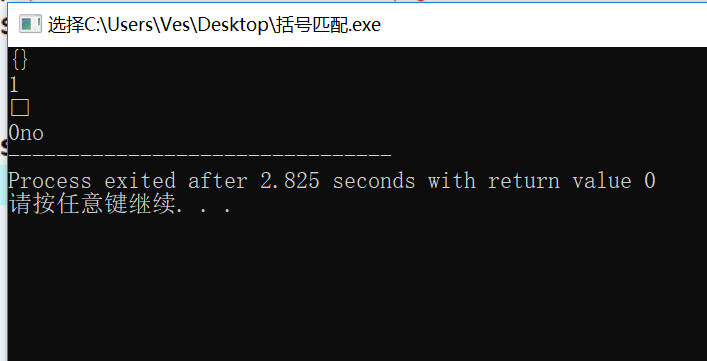 选择C:\Users\Ves\Desktop\括号匹配.exe
{}
1
□
0no
--------------------------------
Process exited after 2.825 seconds with return value 0
请按任意键继续. . .